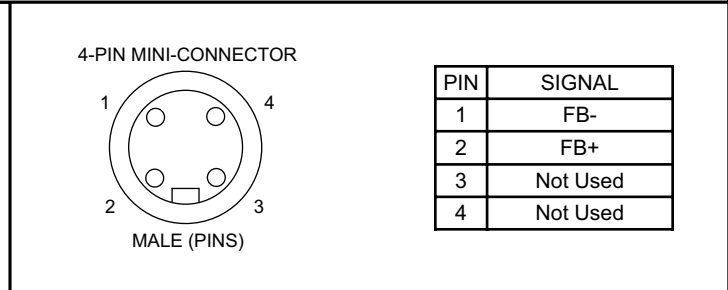 4-PIN MINI-CONNECTOR
1 4
2 3
MALE (PINS)
PIN SIGNAL
1 FB-
2 FB+
3 Not Used
4 Not Used